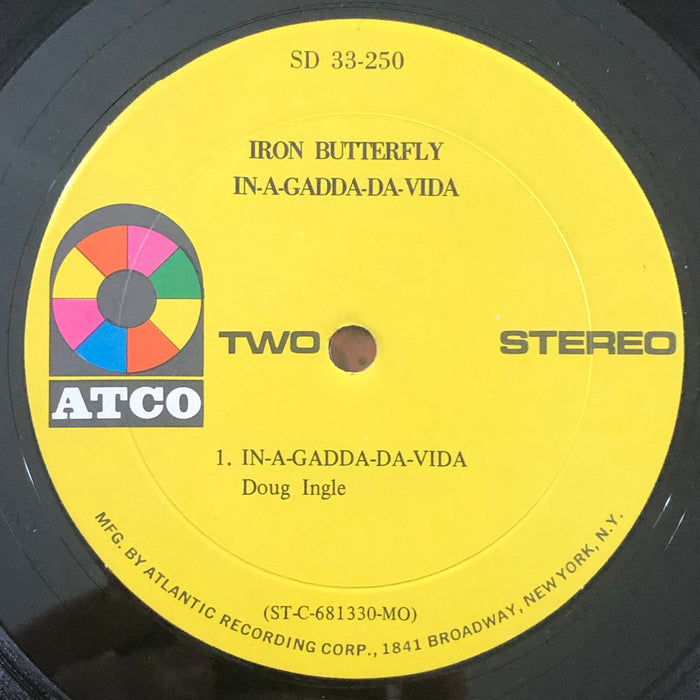 SD 33-250
IRON BUTTERFLY
IN-A-GADDA-DA-VIDA
ATCO
TWO STEREO
1. IN-A-GADDA-DA-VIDA
Doug Ingle
(ST-C-681330-MO)
MFG. BY ATLANTIC RECORDING CORP., 1841 BROADWAY, NEW YORK, N.Y.